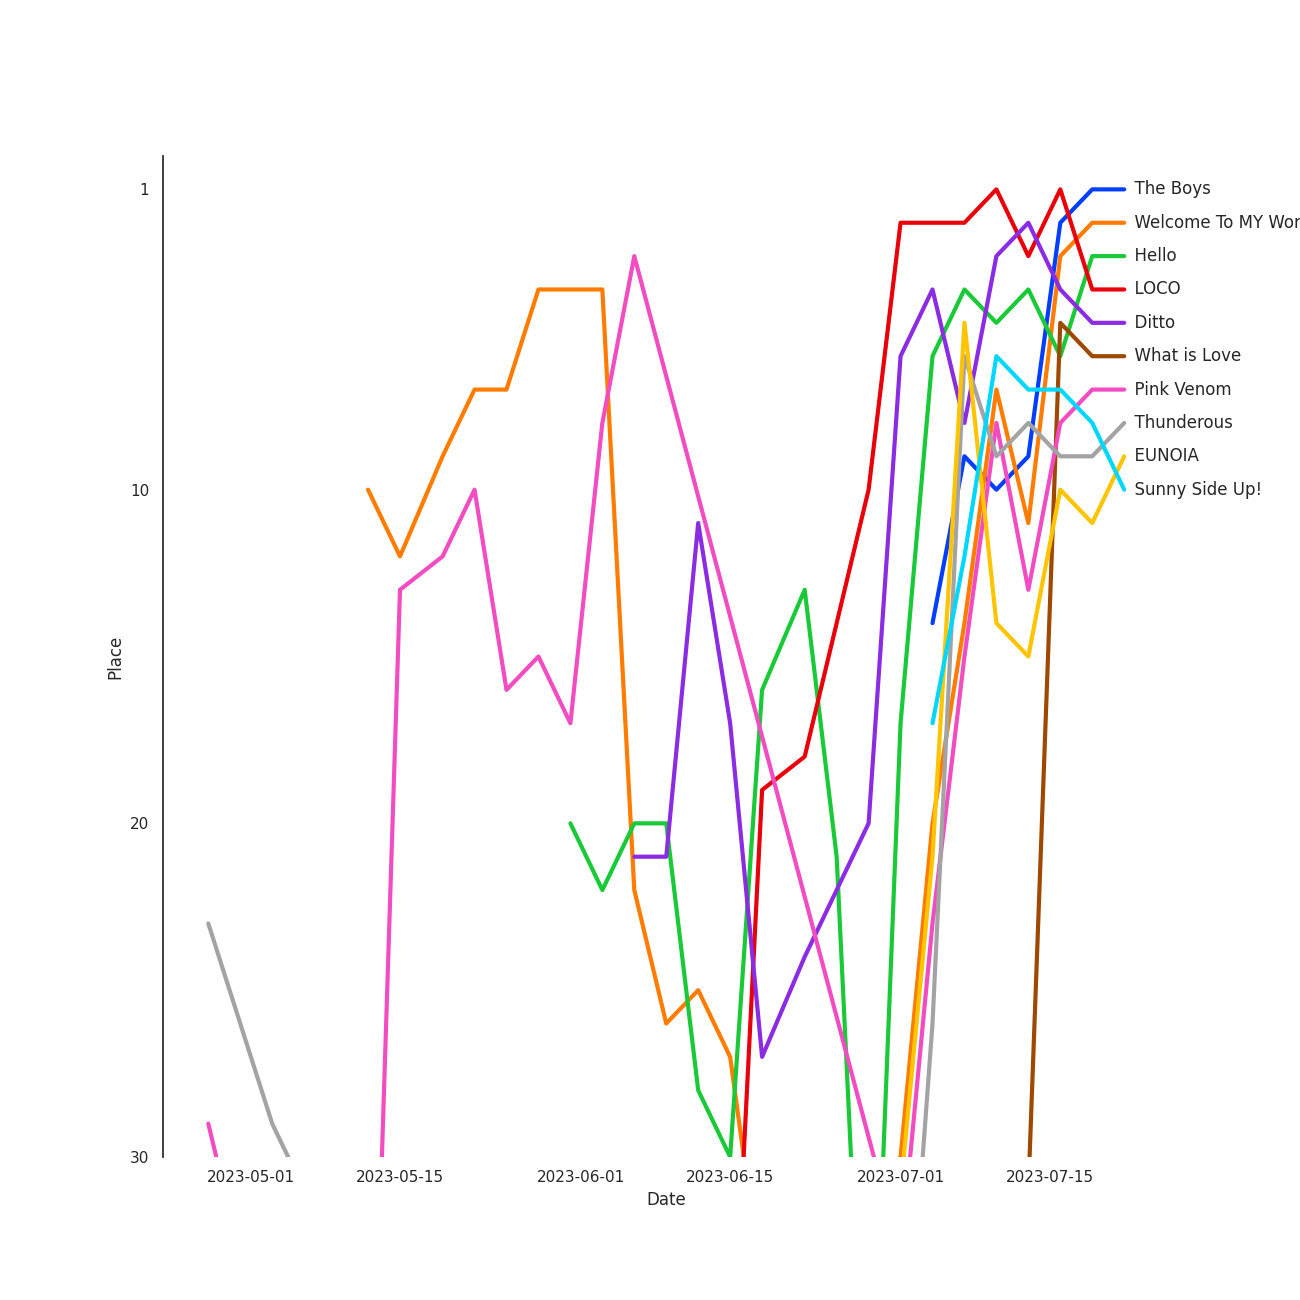 1
10
20
30
Place
The Boys
Welcome To MY Wor
Hello
LOCO
Ditto
What is Love
Pink Venom
Thunderous
EUNOIA
Sunny Side Up!
2023-05-01 2023-05-15 2023-06-01 2023-06-15 2023-07-01 2023-07-15
Date